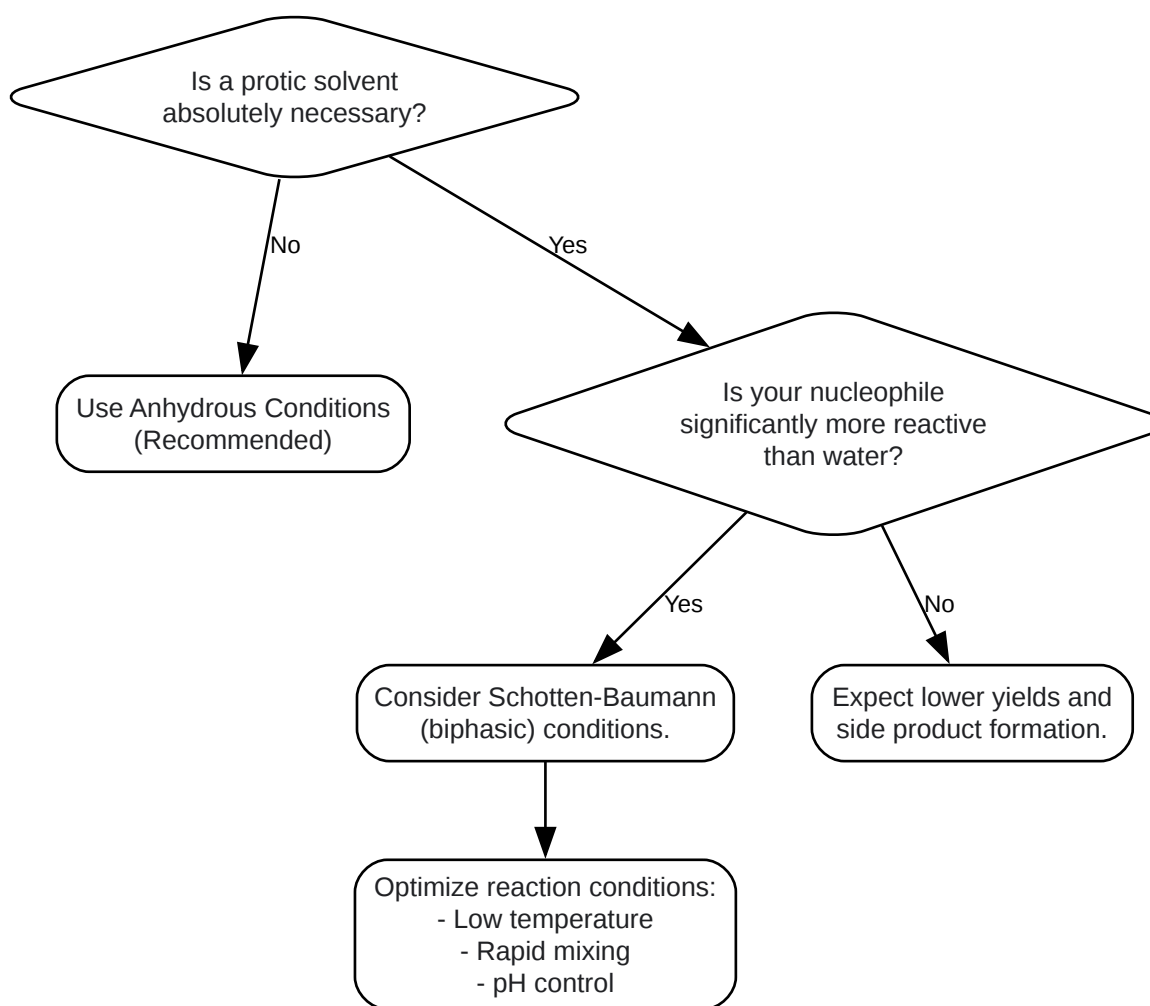 Is a protic solvent
absolutely necessary?
No
Yes
Use Anhydrous Conditions
(Recommended)
Is your nucleophile
significantly more reactive
than water?
Yes
No
Consider Schotten-Baumann
(biphasic) conditions.
Expect lower yields and
side product formation.
Optimize reaction conditions:
- Low temperature
- Rapid mixing
- pH control